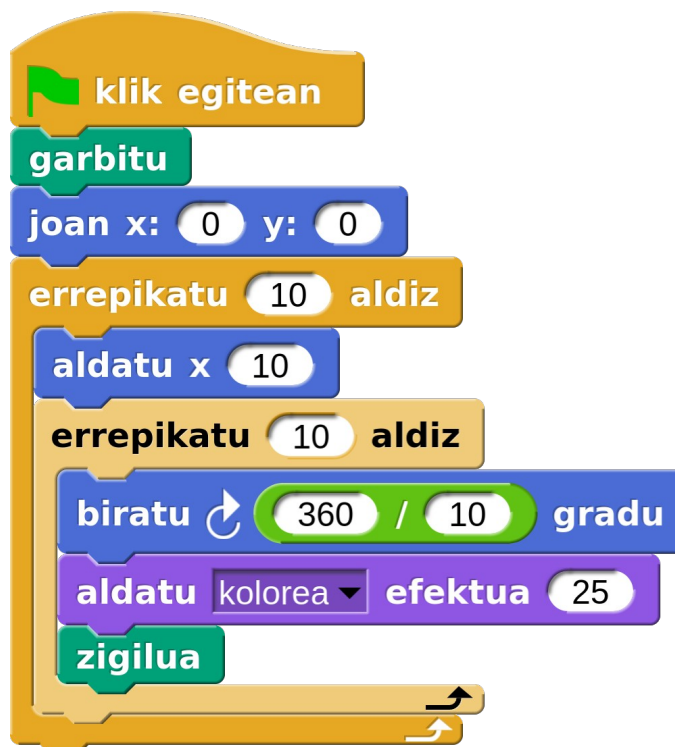 klik egitean
garbitu
joan x: 0 y: 0
errepikatu 10 aldiz
aldatu x 10
errepikatu 10 aldiz
biratu 360 / 10 gradu
aldatu kolorea efektua 25
zigilua